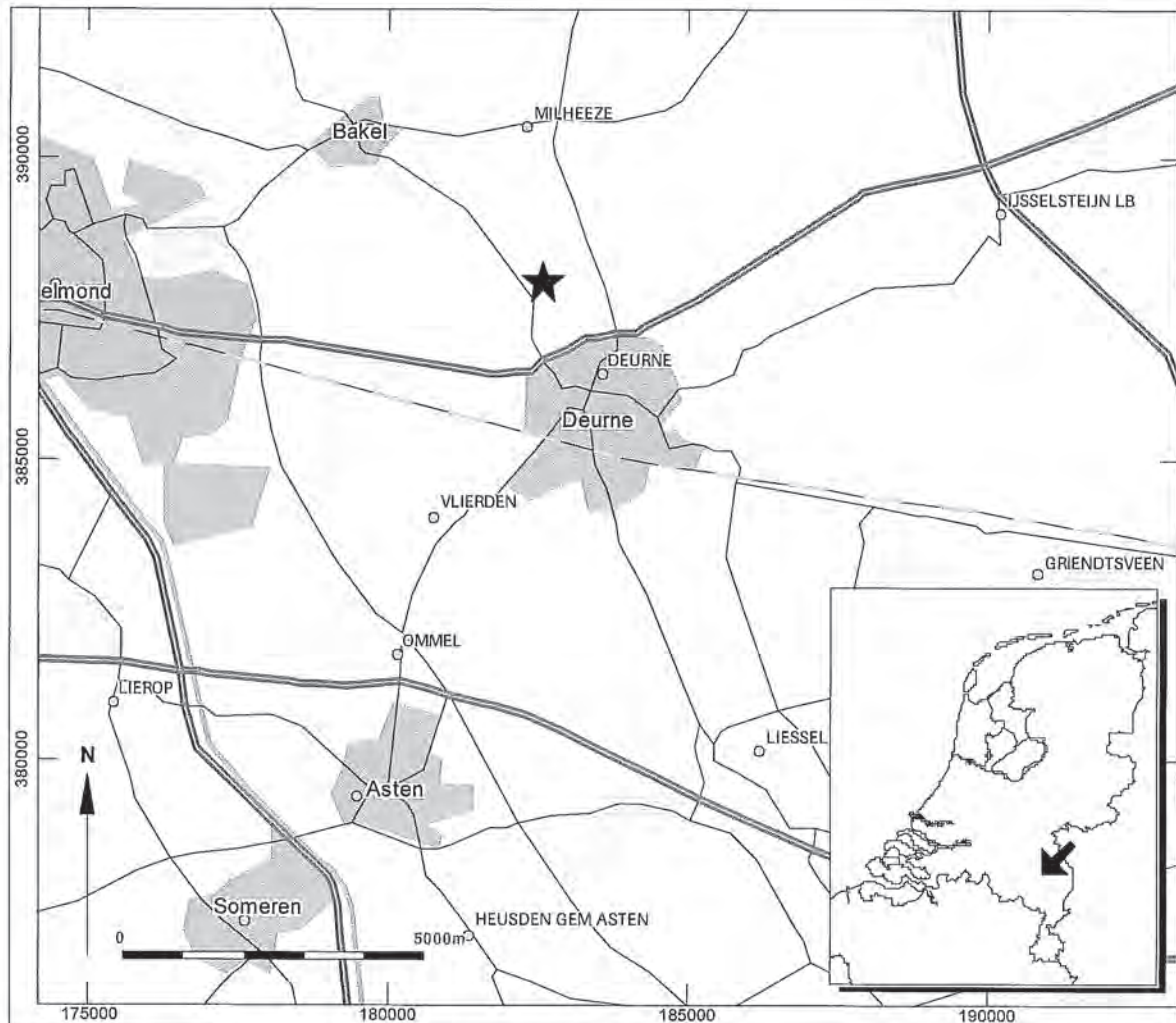 MILHEEZE
Bakel
390000
IJSSELSTEIJN LB
elmond
DEURNE
Deurne
385000
VLIERDEN
GRIENDTSVEEN
OMMEL
LIEROP
LIESSEL
380000
N
Asten
Someren
HEUSDEN GEM ASTEN
0 5000m
175000 180000 185000 190000